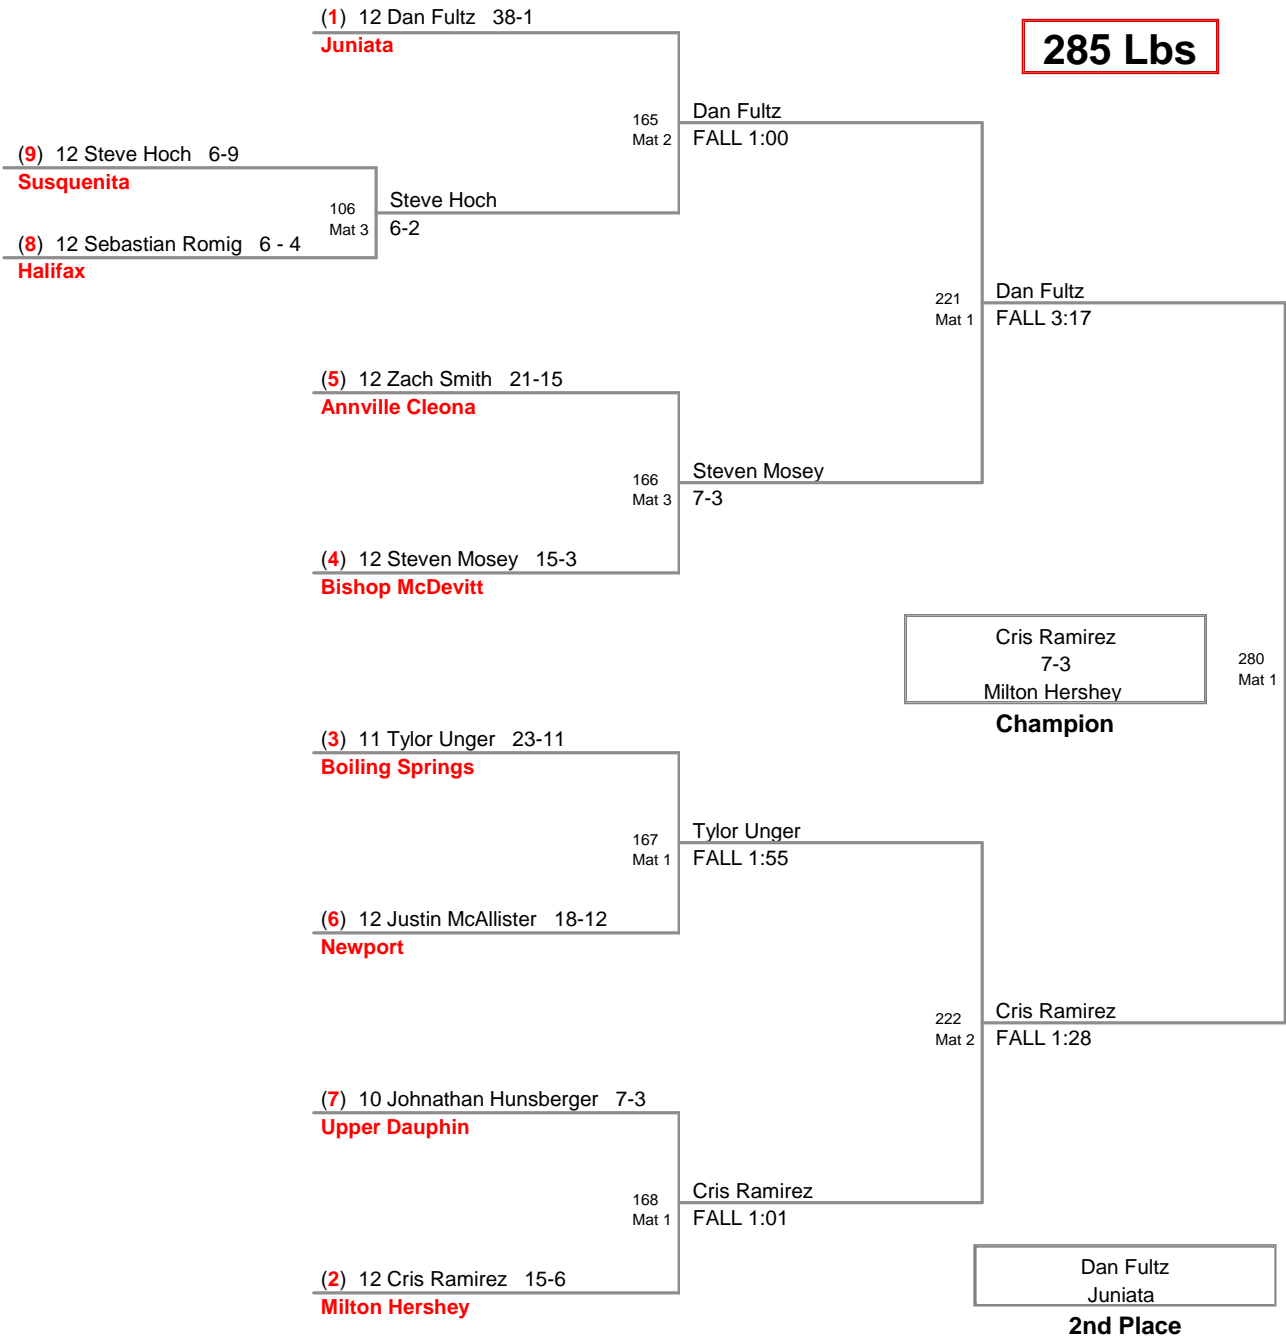 (1) 12 Dan Fultz 38-1
Juniata
285 Lbs
165
Mat 2
Dan Fultz
FALL 1:00
(9) 12 Steve Hoch 6-9
Susquenita
106
Mat 3
Steve Hoch
6-2
(8) 12 Sebastian Romig 6 - 4
Halifax
221
Mat 1
Dan Fultz
FALL 3:17
(5) 12 Zach Smith 21-15
Annville Cleona
166
Mat 3
Steven Mosey
7-3
(4) 12 Steven Mosey 15-3
Bishop McDevitt
Cris Ramirez
7-3
Milton Hershey
Champion
280
Mat 1
(3) 11 Tylor Unger 23-11
Boiling Springs
167
Mat 1
Tylor Unger
FALL 1:55
(6) 12 Justin McAllister 18-12
Newport
222
Mat 2
Cris Ramirez
FALL 1:28
(7) 10 Johnathan Hunsberger 7-3
Upper Dauphin
168
Mat 1
Cris Ramirez
FALL 1:01
(2) 12 Cris Ramirez 15-6
Milton Hershey
Dan Fultz
Juniata
2nd Place